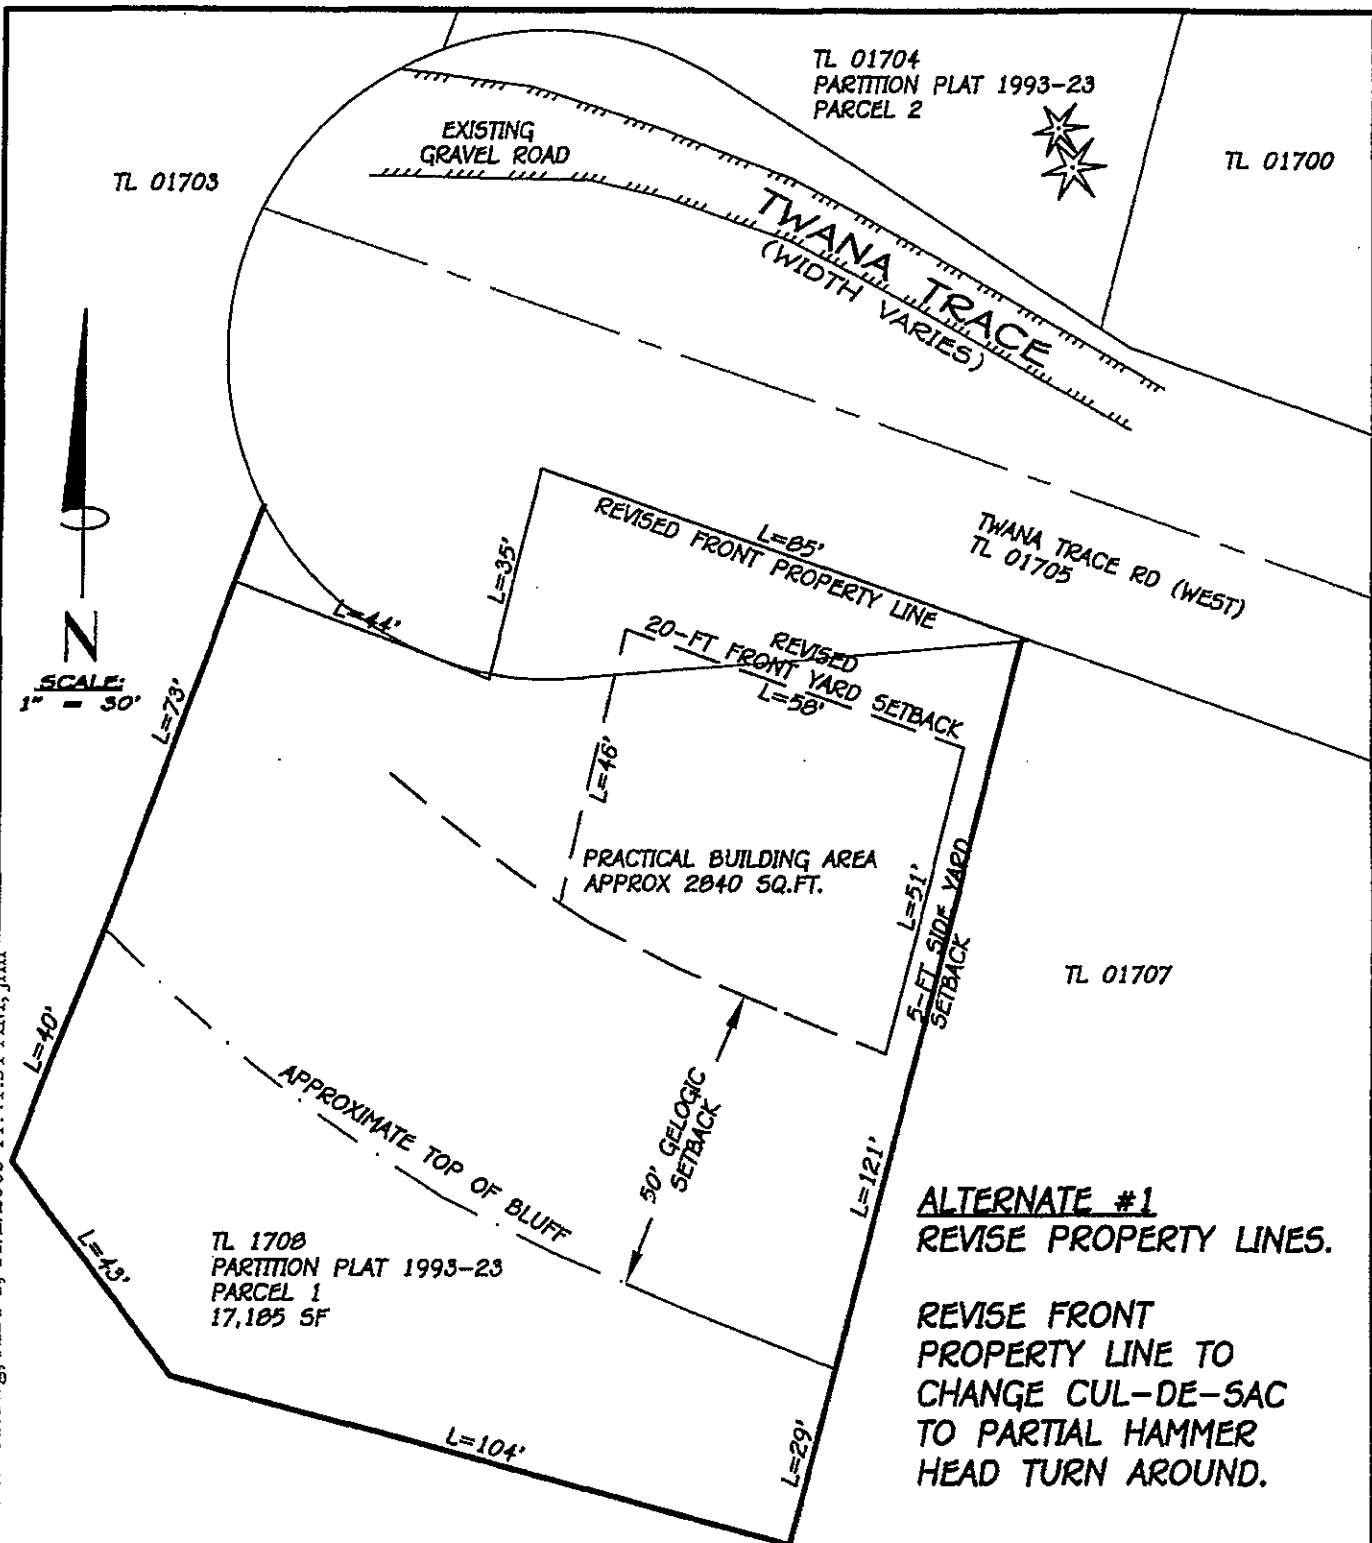 TL 01704
PARTITION PLAT 1993-23
PARCEL 2
EXISTING
GRAVEL ROAD
TL 01703
TL 01700
TWANA TRACE
(WIDTH VARIES)
N
SCALE:
1" = 30'
REVISED FRONT PROPERTY LINE
L=85'
TWANA TRACE RD (WEST)
TL 01705
L=35'
L=44'
REVISED
20-FT FRONT YARD SETBACK
L=58'
L=73'
L=46'
PRACTICAL BUILDING AREA
APPROX 2840 SQ.FT.
L=51'
5-FT SIDE YARD
SETBACK
TL 01707
L=40'
APPROXIMATE TOP OF BLUFF
50' GELOGIC
SETBACK
L=121'
L=43'
TL 1708
PARTITION PLAT 1993-23
PARCEL 1
17,185 SF
L=104'
L=29'
ALTERNATE #1
REVISE PROPERTY LINES.
REVISE FRONT
PROPERTY LINE TO
CHANGE CUL-DE-SAC
TO PARTIAL HAMMER
HEAD TURN AROUND.